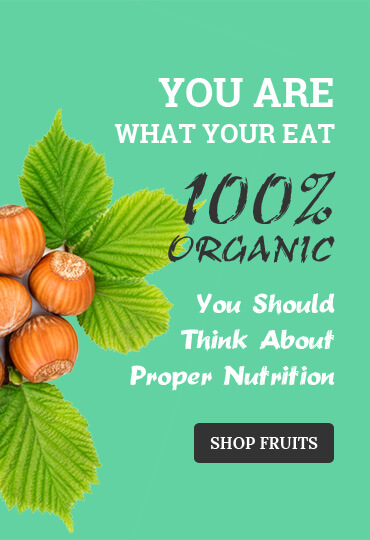 YOU ARE
WHAT YOUR EAT
100%
ORGANIC
You Should
Think About
Proper Nutrition
SHOP FRUITS